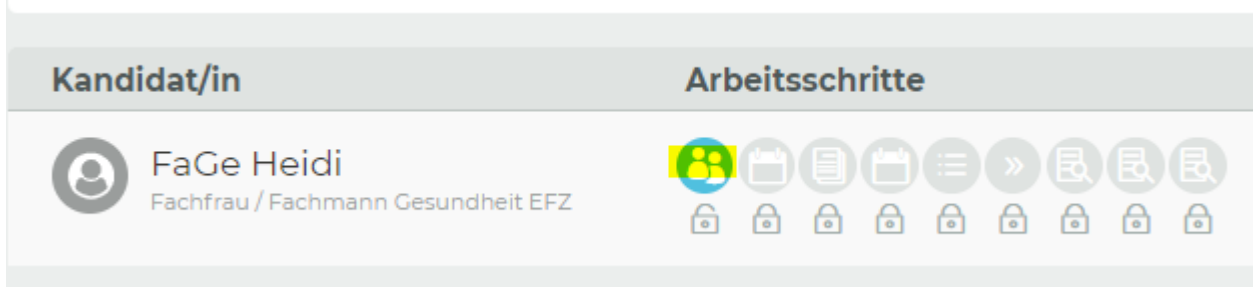 Kandidat/in
Arbeitsschritte
FaGe Heidi
Fachfrau / Fachmann Gesundheit EFZ